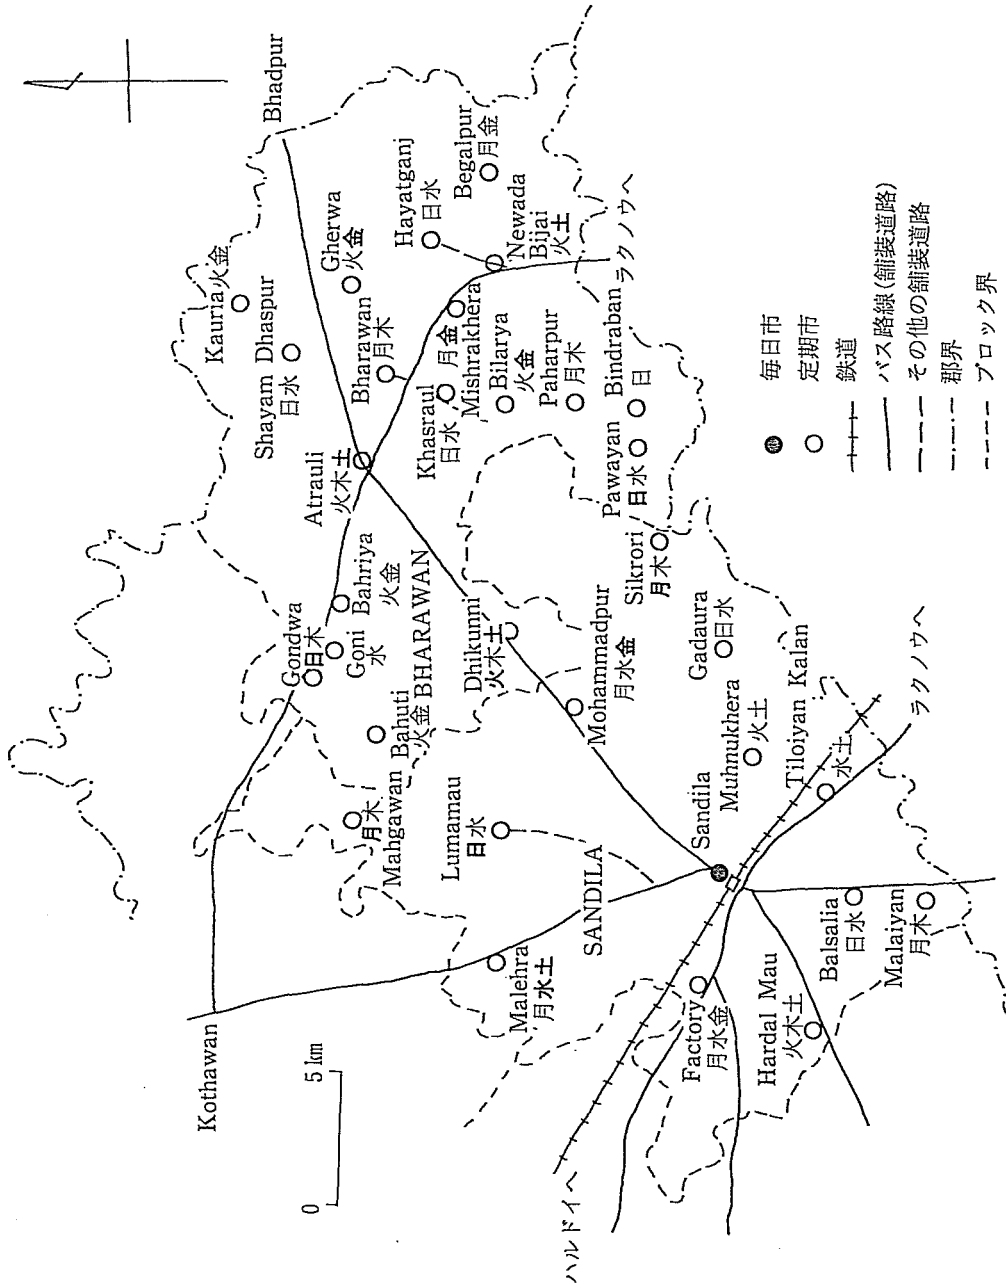 Bhadpur
Kauria
火金
Shayam Dhaspur
日水
Gherwa
火金
Hayatganj
日水
Begalpur
月金
Bharawan
月木
Newada
Bijai
火土
Atrauli
火木土
Khasraul
日水
月金
Mishrakhera
Bilarya
火金
Paharpur
月木
Bindraban
日
ラクノウへ
Pawayan
日水
Gondwa
日木
Bahriya
火金
Goni
水
Bahuti
火金
BHARAWAN
Dhikunni
火木土
Sikrori
月木
Kothawan
Mahgawan
月木
Lumamau
日水
Mohammadpur
月水金
Gadaura
日水
Muhnukhera
火土
Tiloiyan Kalan
水土
Sandila
SANDILA
Malehra
月水土
ラクノウへ
Factory
月水金
Hardal Mau
火木土
Balsalia
日水
Malaiyan
月木
ハルドイへ
0 5km
毎日市
定期市
鉄道
バス路線(舗装道路)
その他の舗装道路
郡界
ブロック界